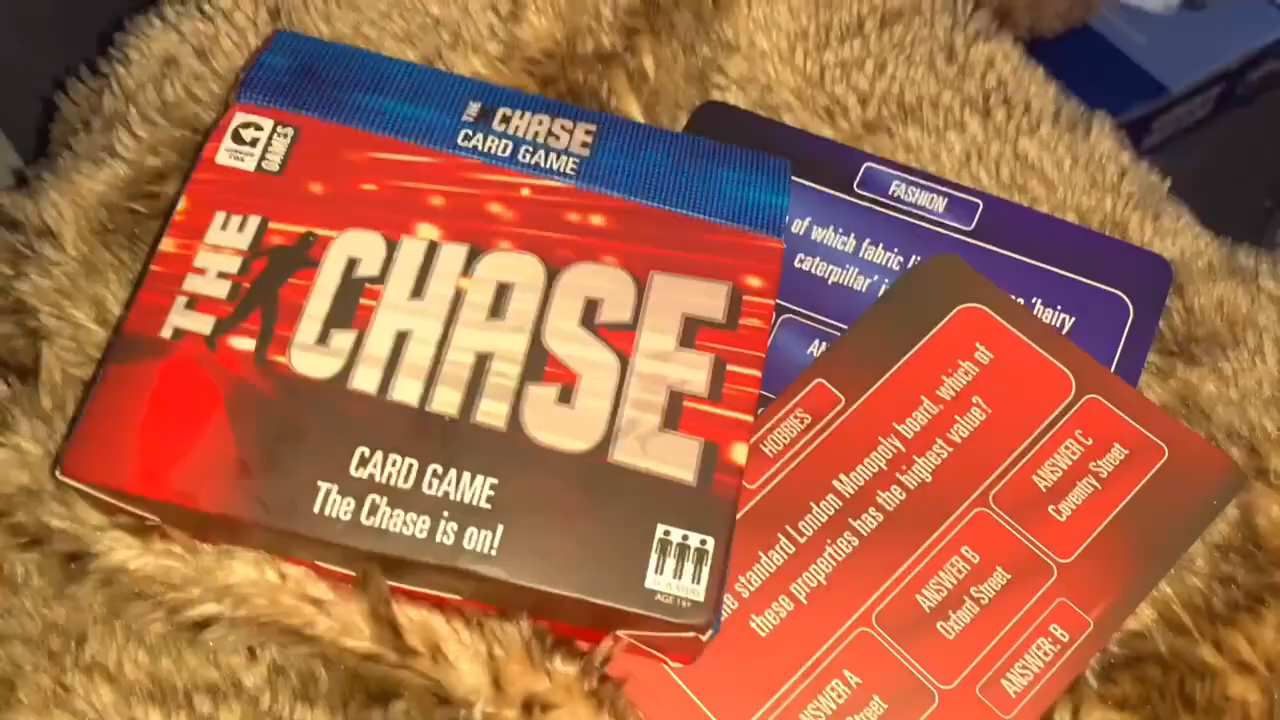 THE CHASE
CARD GAME
GAMES
THE CHASE
CARD GAME
The Chase is on!
AGE 14+
FASHION
of which fabric
'hairy
caterpillar'
HOBBIES
standard London Monopoly board, which of
these properties has the highest value?
ANSWER C
Coventry Street
ANSWER B
Oxford Street
ANSWER A
ANSWER: B